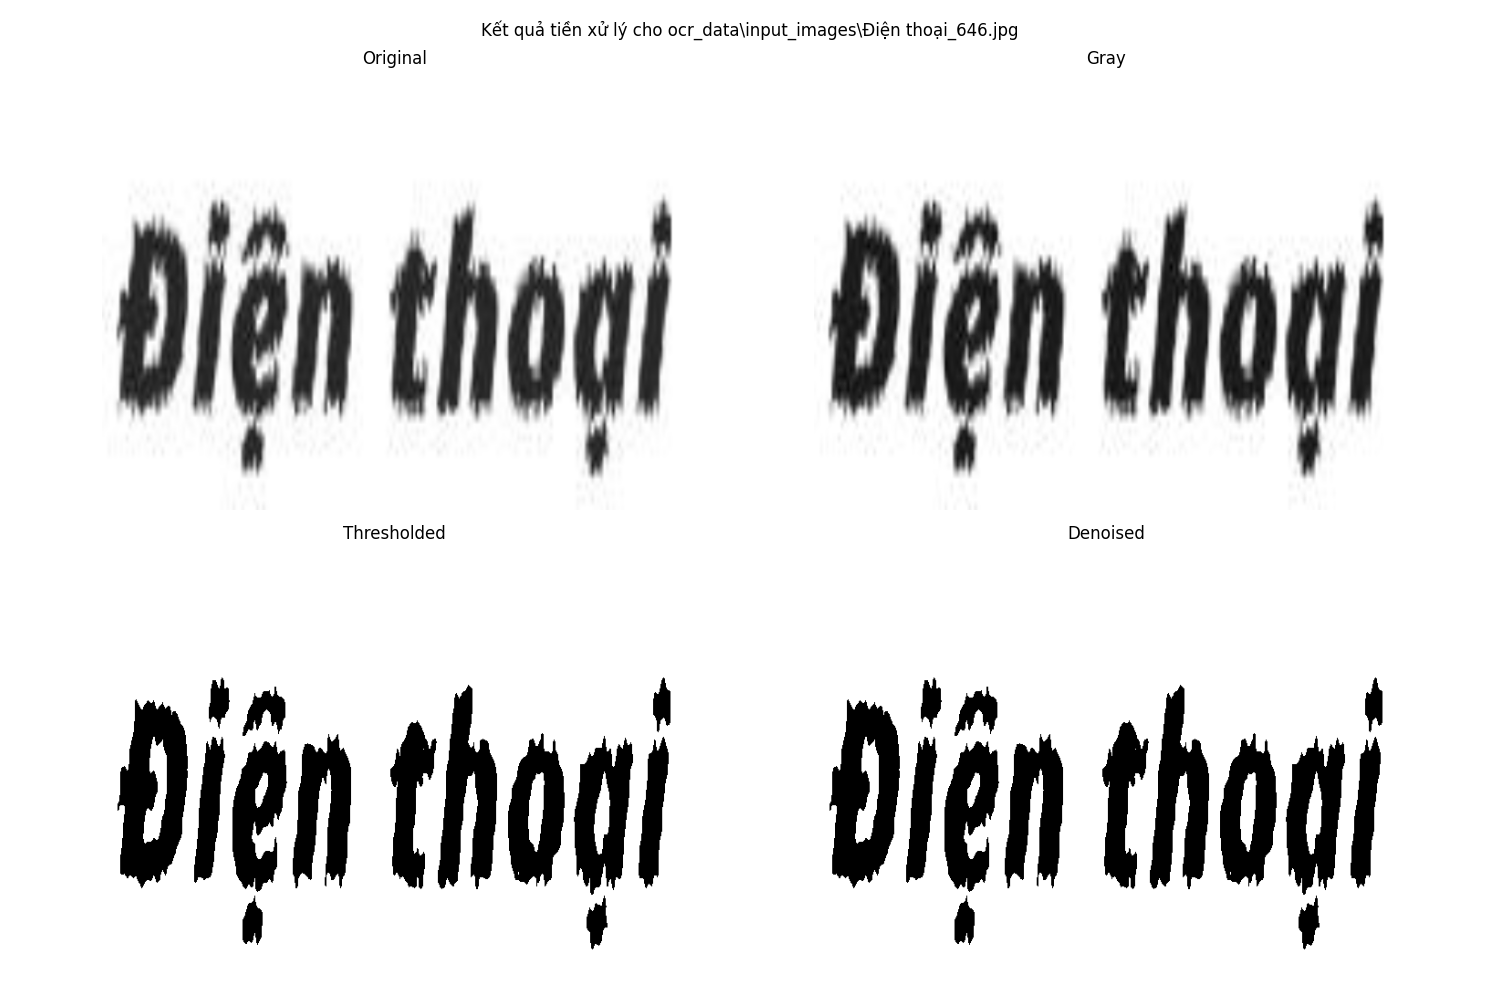 Kết quả tiền xử lý cho ocr_data\input_images\Điện thoại_646.jpg
Original
Gray
Điện thoại
Điện thoại
Thresholded
Denoised
Điện thoại
Điện thoại